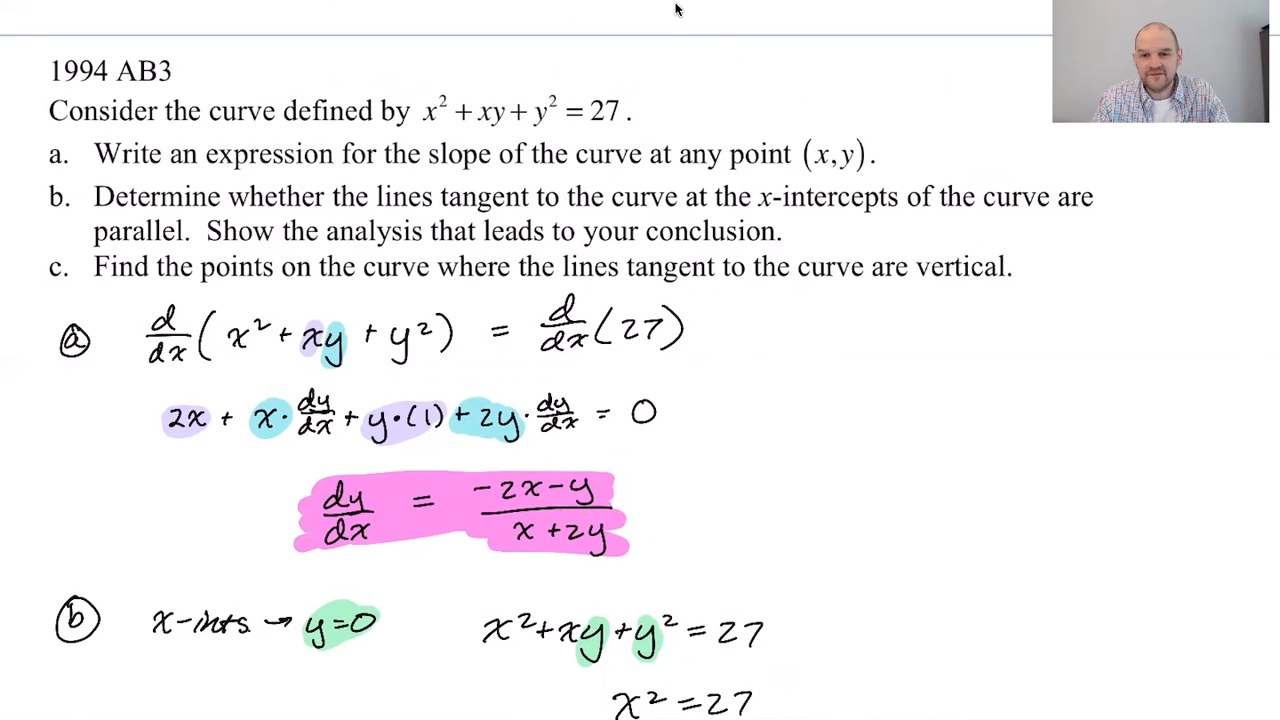 1994 AB3
Consider the curve defined by x² + xy + y² = 27.
a. Write an expression for the slope of the curve at any point (x, y).
b. Determine whether the lines tangent to the curve at the x-intercepts of the curve are
parallel. Show the analysis that leads to your conclusion.
c. Find the points on the curve where the lines tangent to the curve are vertical.
ⓐ d/dx (x² + xy + y²) = d/dx (27)
2x + x · dy/dx + y · (1) + 2y · dy/dx = 0
dy/dx = (-2x - y)/(x + 2y)
ⓑ x-ints. → y=0 x² + xy + y² = 27
x² = 27